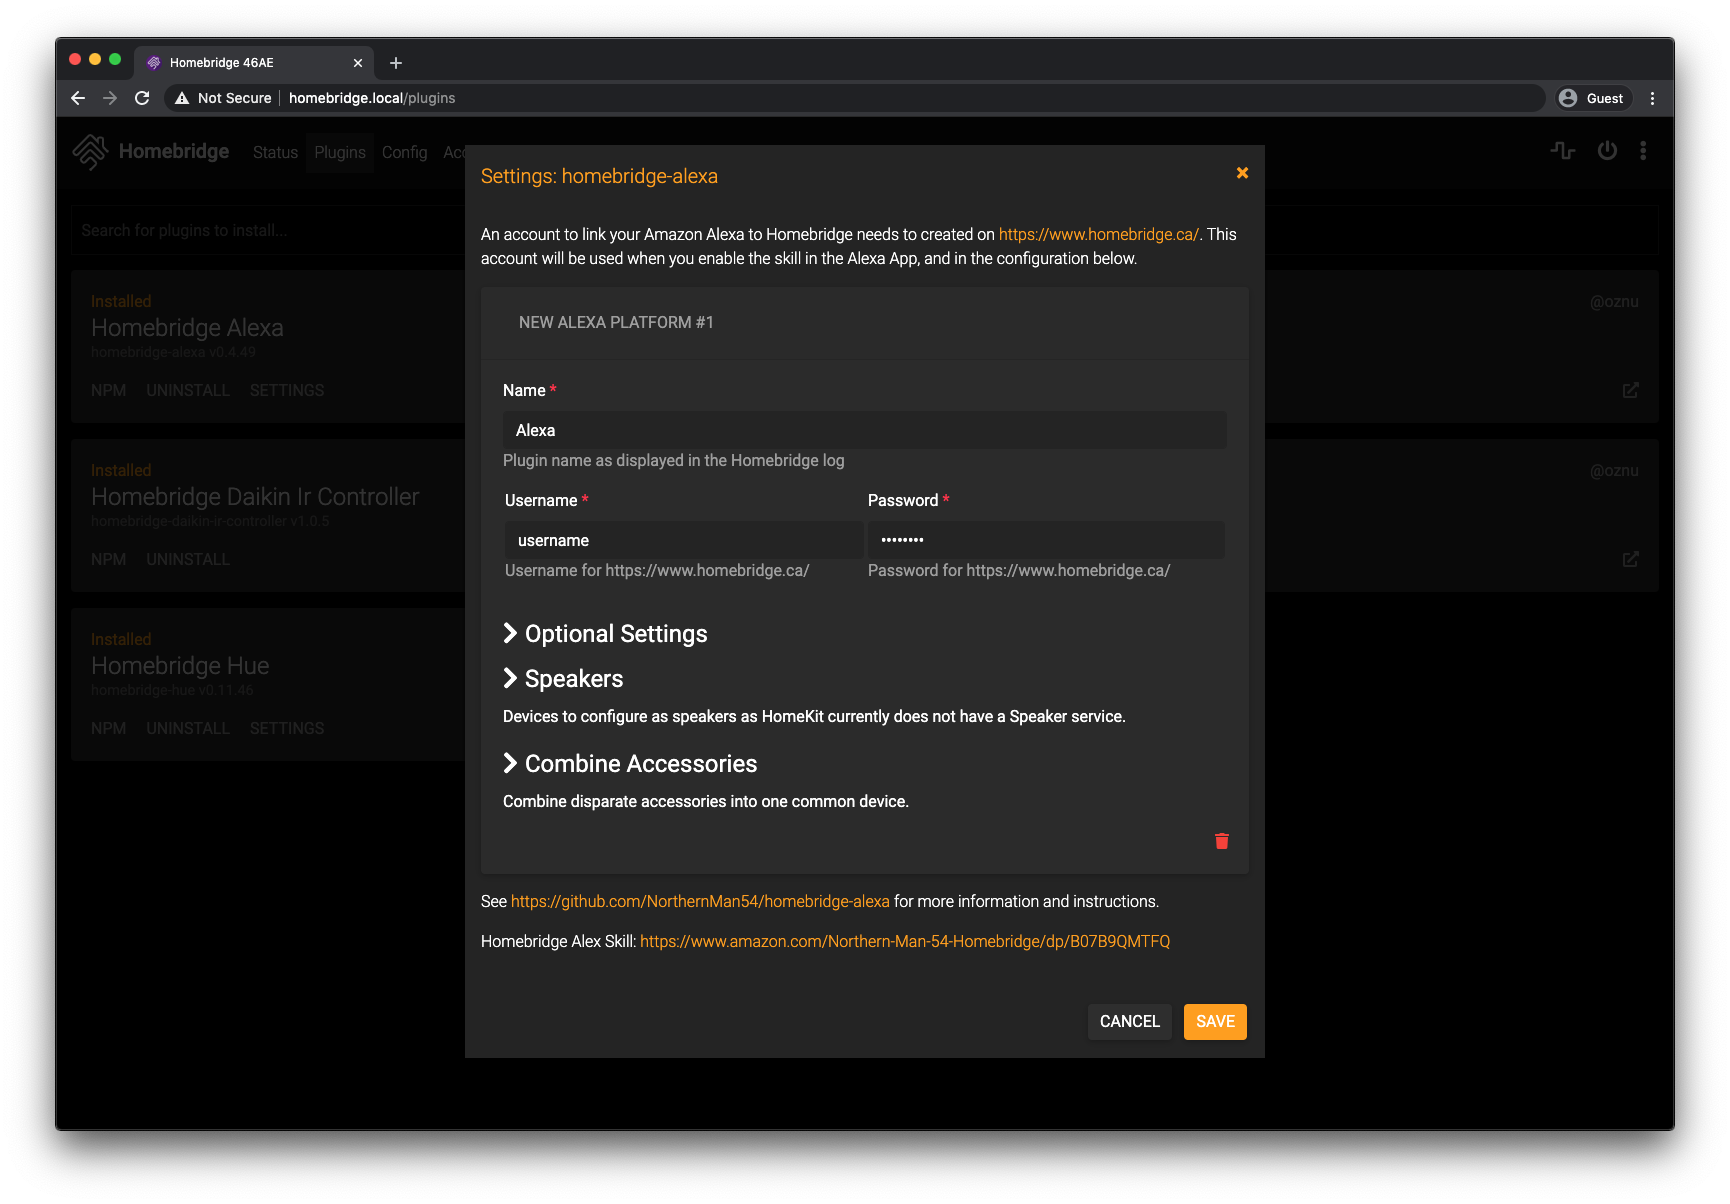 Homebridge 46AE
Not Secure | homebridge.local/plugins
Guest
Homebridge
Status
Plugins
Config
Acc
Search for plugins to install...
Installed
Homebridge Alexa
homebridge-alexa v0.4.49
NPM UNINSTALL SETTINGS
@oznu
Installed
Homebridge Daikin Ir Controller
homebridge-daikin-ir-controller v1.0.5
NPM UNINSTALL
@oznu
Installed
Homebridge Hue
homebridge-hue v0.11.46
NPM UNINSTALL SETTINGS
Settings: homebridge-alexa
An account to link your Amazon Alexa to Homebridge needs to created on https://www.homebridge.ca/. This
account will be used when you enable the skill in the Alexa App, and in the configuration below.
NEW ALEXA PLATFORM #1
Name *
Alexa
Plugin name as displayed in the Homebridge log
Username *
username
Username for https://www.homebridge.ca/
Password *
••••••••
Password for https://www.homebridge.ca/
Optional Settings
Speakers
Devices to configure as speakers as HomeKit currently does not have a Speaker service.
Combine Accessories
Combine disparate accessories into one common device.
See https://github.com/NorthernMan54/homebridge-alexa for more information and instructions.
Homebridge Alex Skill: https://www.amazon.com/Northern-Man-54-Homebridge/dp/B07B9QMTFQ
CANCEL
SAVE